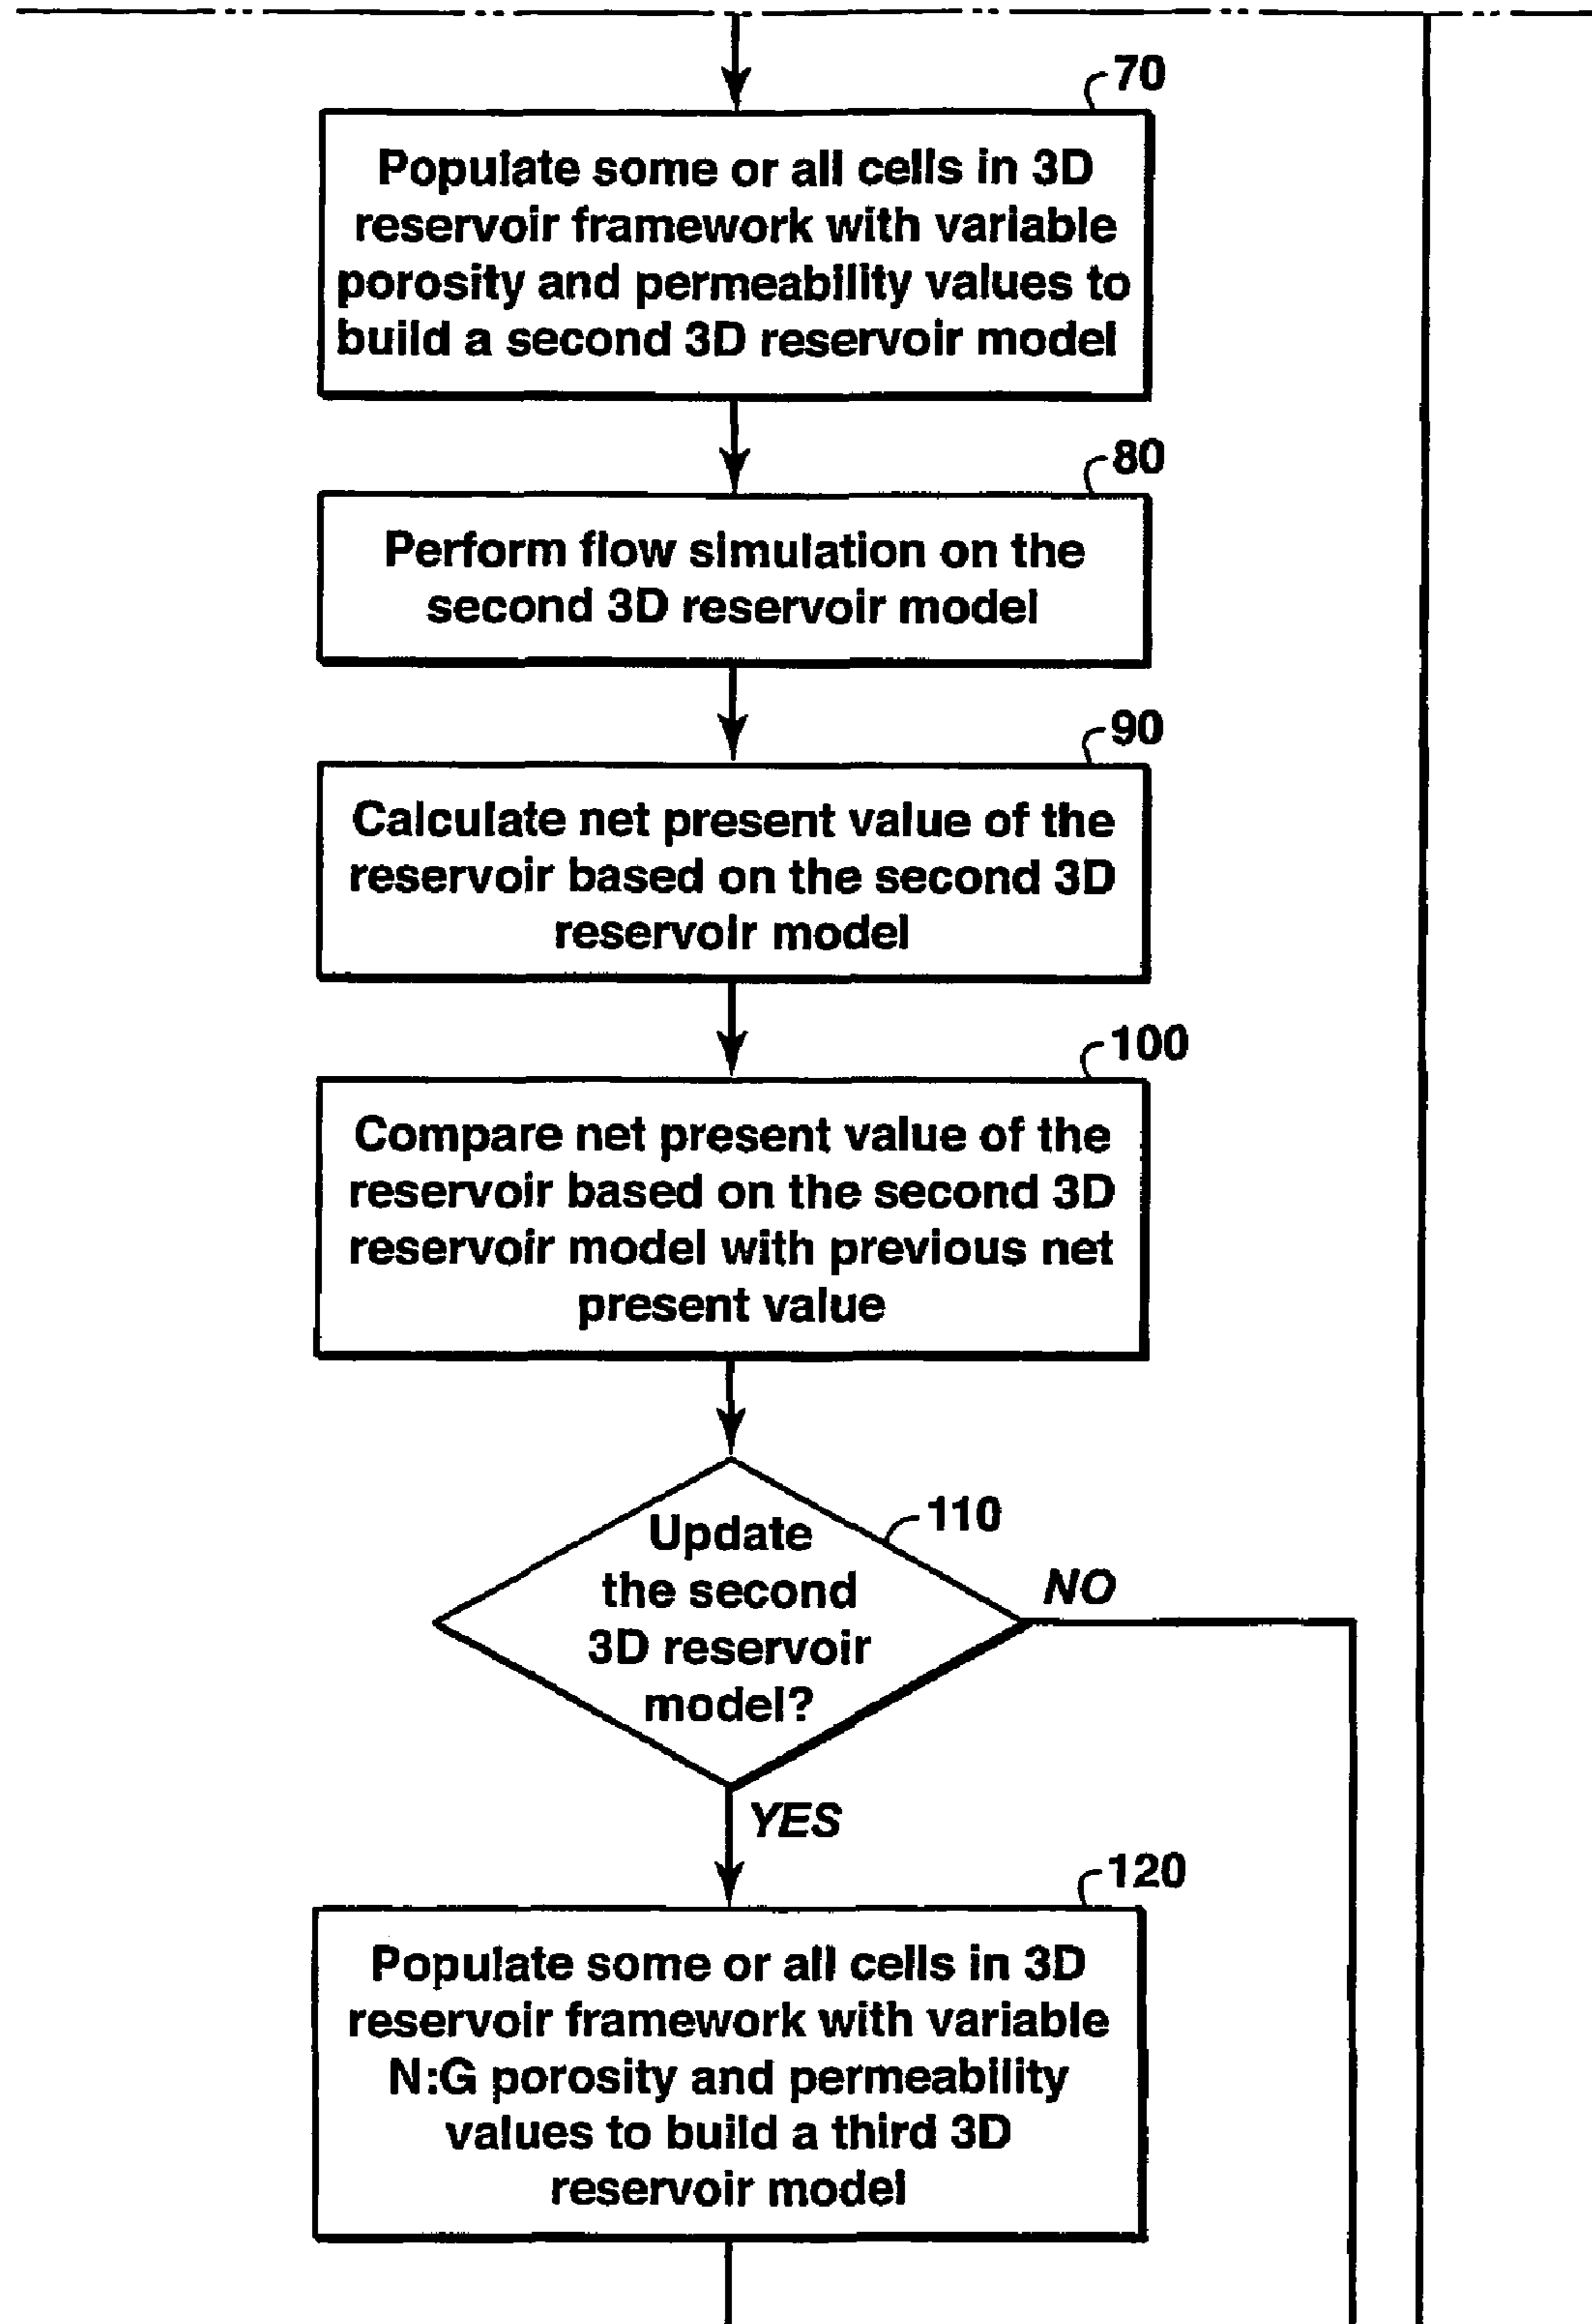 70
Populate some or all cells in 3D
reservoir framework with variable
porosity and permeability values to
build a second 3D reservoir model
80
Perform flow simulation on the
second 3D reservoir model
90
Calculate net present value of the
reservoir based on the second 3D
reservoir model
100
Compare net present value of the
reservoir based on the second 3D
reservoir model with previous net
present value
110
Update
the second
3D reservoir
model?
NO
YES
120
Populate some or all cells in 3D
reservoir framework with variable
N:G porosity and permeability
values to build a third 3D
reservoir model